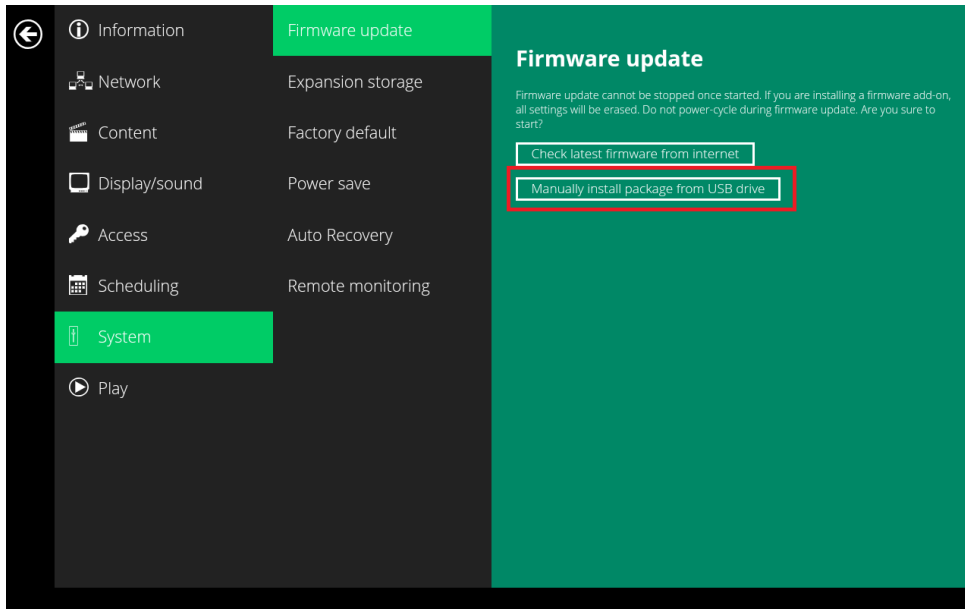 Information
Network
Content
Display/sound
Access
Scheduling
System
Play
Firmware update
Expansion storage
Factory default
Power save
Auto Recovery
Remote monitoring
Firmware update
Firmware update cannot be stopped once started. If you are installing a firmware add-on,
all settings will be erased. Do not power-cycle during firmware update. Are you sure to
start?
Check latest firmware from internet
Manually install package from USB drive